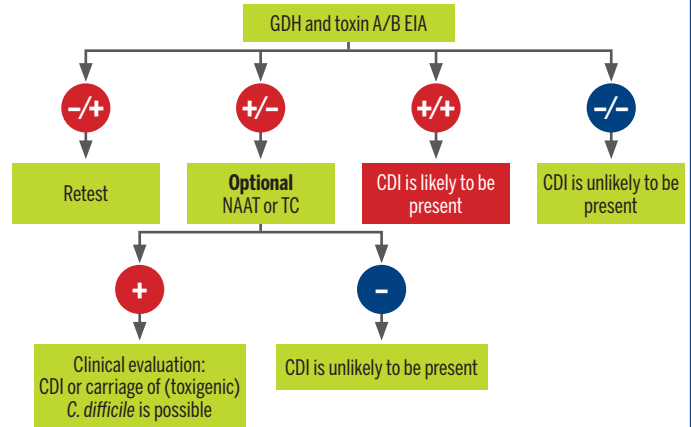 GDH and toxin A/B EIA
–/+
+/–
+/+
–/–
Retest
Optional
NAAT or TC
CDI is likely to be
present
CDI is unlikely to be
present
+
–
Clinical evaluation:
CDI or carriage of (toxigenic)
C. difficile is possible
CDI is unlikely to be present